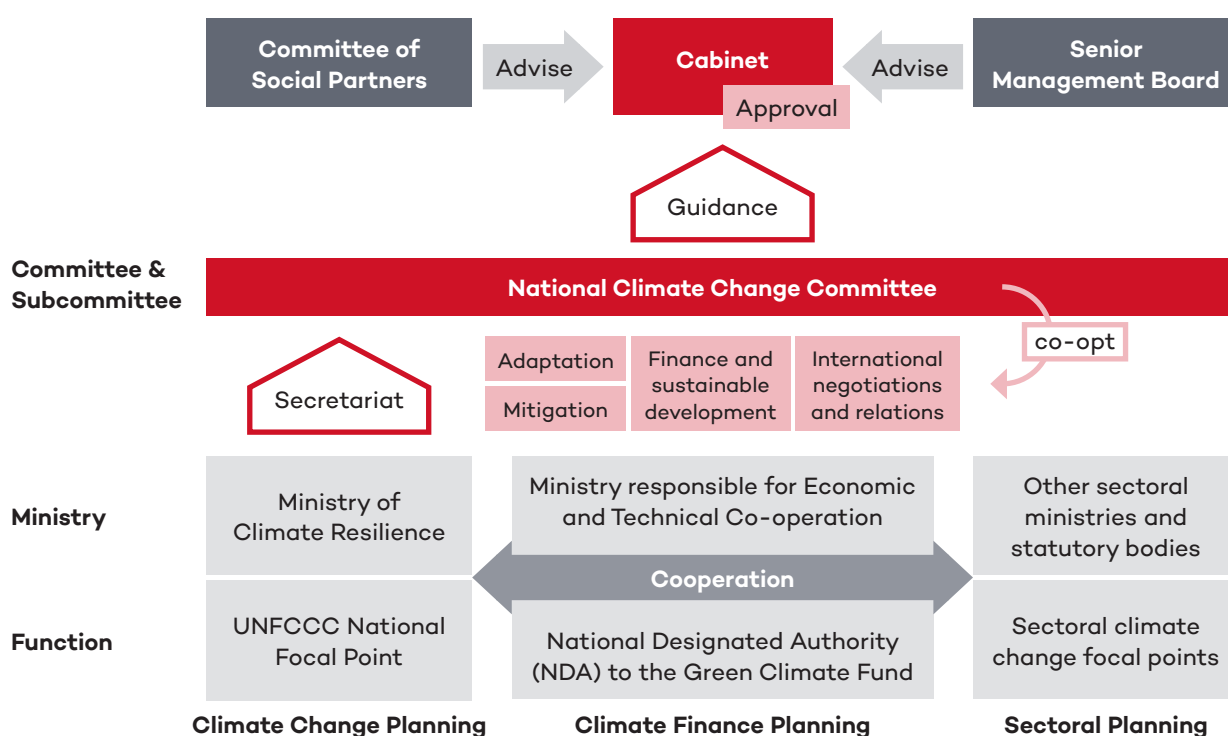 Committee of
Social Partners
Advise
Cabinet
Approval
Advise
Senior
Management Board
Guidance
Committee &
Subcommittee
National Climate Change Committee
co-opt
Secretariat
Adaptation
Mitigation
Finance and
sustainable
development
International
negotiations
and relations
Ministry
Ministry of
Climate Resilience
Ministry responsible for Economic
and Technical Co-operation
Other sectoral
ministries and
statutory bodies
Cooperation
Function
UNFCCC National
Focal Point
National Designated Authority
(NDA) to the Green Climate Fund
Sectoral climate
change focal points
Climate Change Planning
Climate Finance Planning
Sectoral Planning